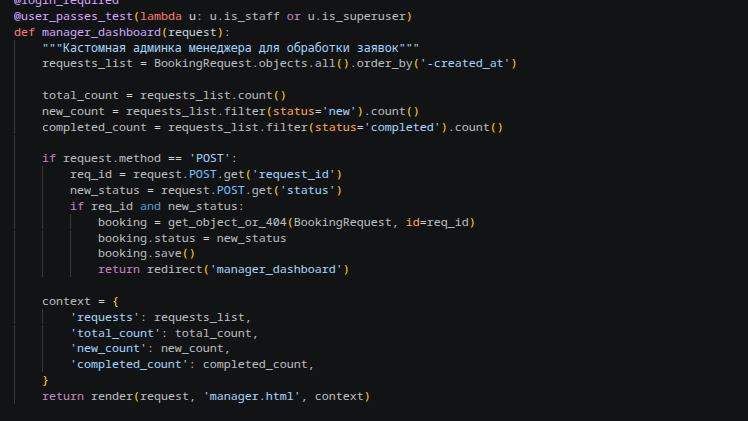 @login_required
@user_passes_test(lambda u: u.is_staff or u.is_superuser)
def manager_dashboard(request):
    """Кастомная админка менеджера для обработки заявок"""
    requests_list = BookingRequest.objects.all().order_by('-created_at')

    total_count = requests_list.count()
    new_count = requests_list.filter(status='new').count()
    completed_count = requests_list.filter(status='completed').count()

    if request.method == 'POST':
        req_id = request.POST.get('request_id')
        new_status = request.POST.get('status')
        if req_id and new_status:
            booking = get_object_or_404(BookingRequest, id=req_id)
            booking.status = new_status
            booking.save()
            return redirect('manager_dashboard')

    context = {
        'requests': requests_list,
        'total_count': total_count,
        'new_count': new_count,
        'completed_count': completed_count,
    }
    return render(request, 'manager.html', context)